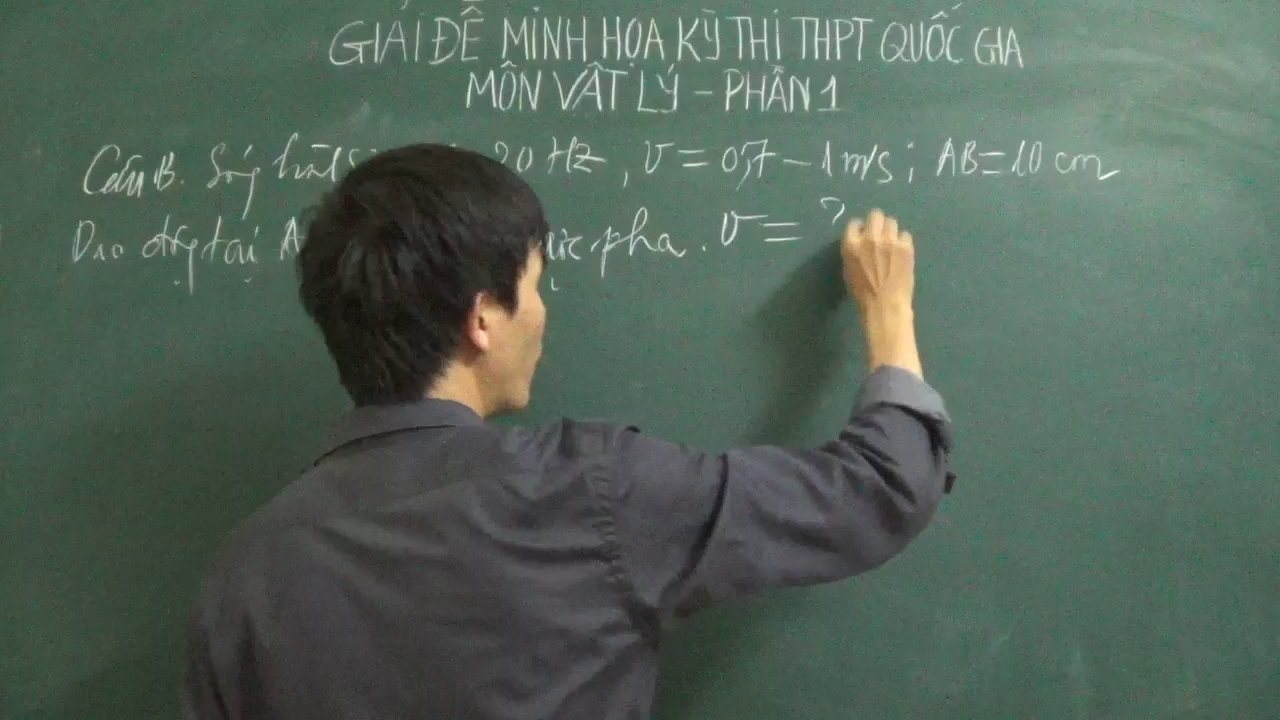 GIẢI ĐỀ MINH HỌA KỲ THI THPT QUỐC GIA
MÔN VẬT LÝ - PHẦN 1
Câu 13. Sóng hình 20 Hz, v = 0,7 - 1 m/s; AB = 10 cm
Dao động tại A pha. v = ?